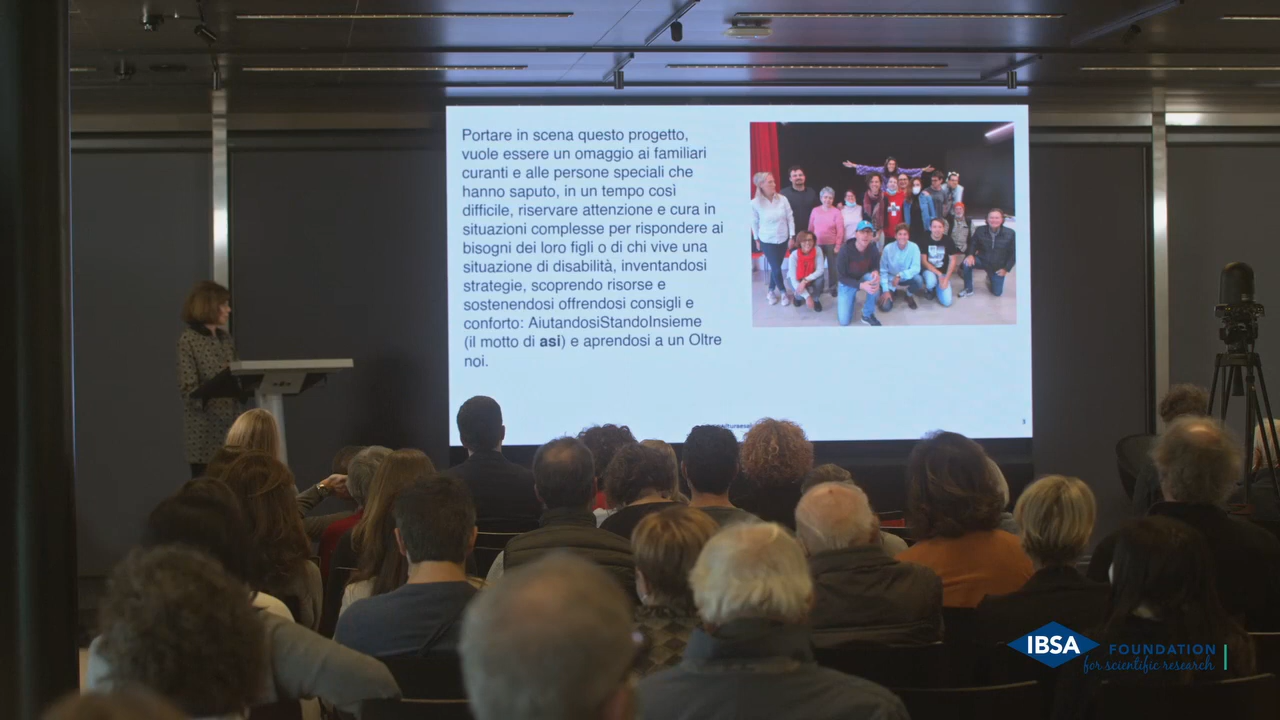 Portare in scena questo progetto,
vuole essere un omaggio ai familiari
curanti e alle persone speciali che
hanno saputo, in un tempo così
difficile, riservare attenzione e cura in
situazioni complesse per rispondere ai
bisogni dei loro figli o di chi vive una
situazione di disabilità, inventandosi
strategie, scoprendo risorse e
sostenendosi offrendosi consigli e
conforto: AiutandosiStandoInsieme
(il motto di asi) e aprendosi a un Oltre
noi.
IBSA FOUNDATION
for scientific research